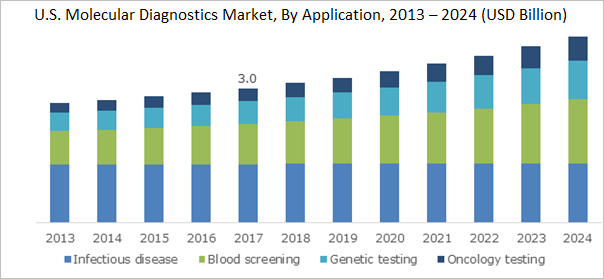 U.S. Molecular Diagnostics Market, By Application, 2013 – 2024 (USD Billion)
3.0
2013 2014 2015 2016 2017 2018 2019 2020 2021 2022 2023 2024
Infectious disease Blood screening Genetic testing Oncology testing